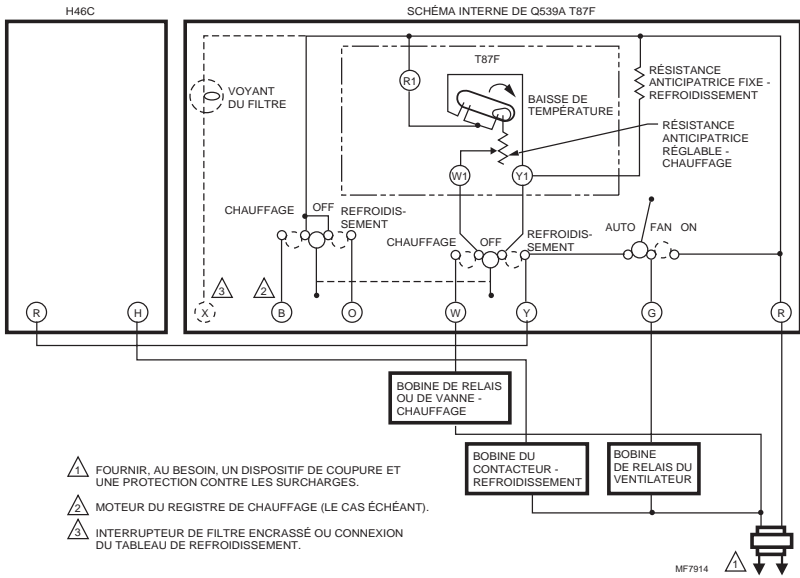 H46C
SCHÉMA INTERNE DE Q539A T87F
VOYANT
DU FILTRE
T87F
R1
BAISSE DE
TEMPÉRATURE
RÉSISTANCE
ANTICIPATRICE FIXE -
REFROIDISSEMENT
RÉSISTANCE
ANTICIPATRICE
RÉGLABLE -
CHAUFFAGE
W1
Y1
CHAUFFAGE OFF REFROIDIS-
SEMENT
CHAUFFAGE OFF REFROIDIS-
SEMENT
AUTO FAN ON
3
2
R
H
X
B
O
W
Y
G
R
BOBINE DE RELAIS
OU DE VANNE -
CHAUFFAGE
BOBINE DU
CONTACTEUR -
REFROIDISSEMENT
BOBINE
DE RELAIS DU
VENTILATEUR
1 FOURNIR, AU BESOIN, UN DISPOSITIF DE COUPURE ET
UNE PROTECTION CONTRE LES SURCHARGES.
2 MOTEUR DU REGISTRE DE CHAUFFAGE (LE CAS ÉCHÉANT).
3 INTERRUPTEUR DE FILTRE ENCRASSÉ OU CONNEXION
DU TABLEAU DE REFROIDISSEMENT.
MF7914
1